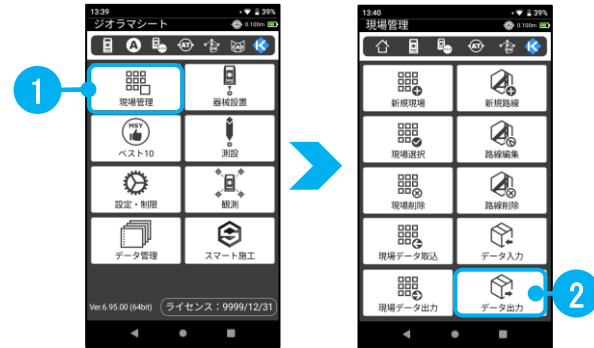 13:39
39%
ジオラマシート
0.100m
A
AT
1
現場管理
器械設置
MSY
ベスト10
測設
設定・制限
観測
データ管理
スマート施工
Ver.6.95.00 (64bit)
ライセンス：9999/12/31
13:40
39%
現場管理
0.100m
AT
新規現場
新規路線
現場選択
路線編集
現場削除
路線削除
現場データ取込
データ入力
現場データ出力
データ出力
2